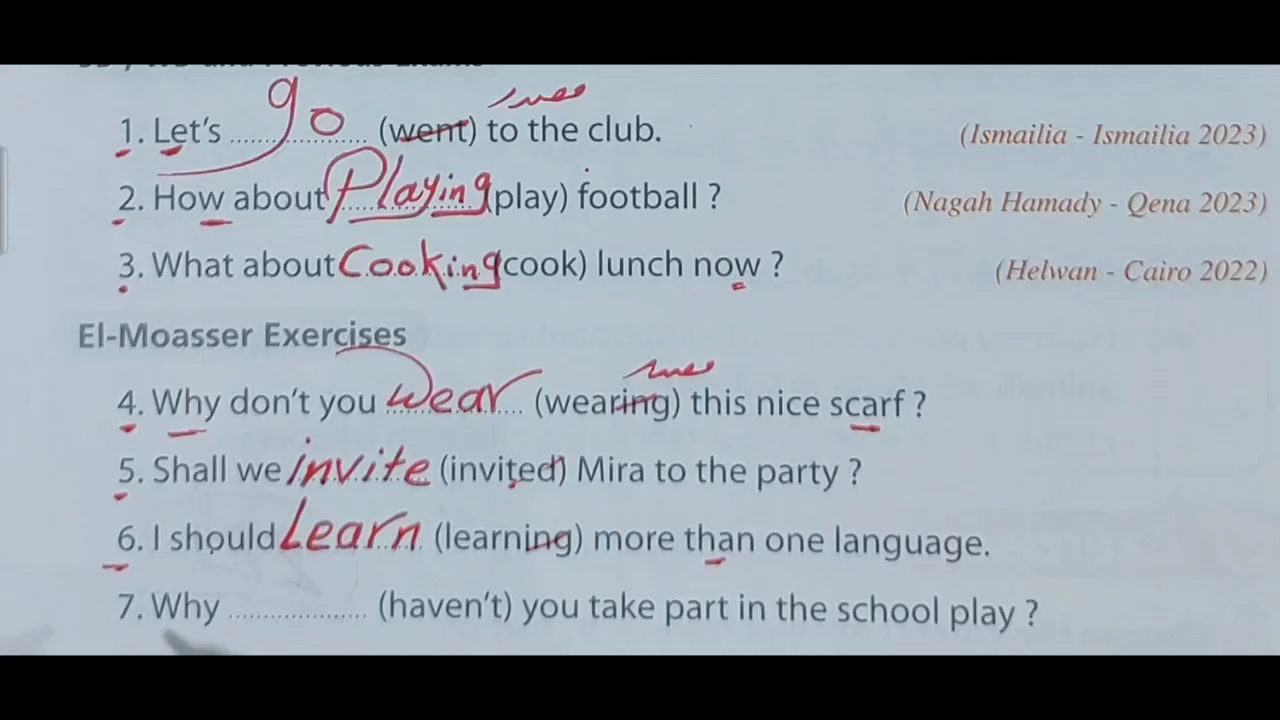 1. Let's go (went) to the club. (Ismailia - Ismailia 2023)
مصدر
2. How about Playing (play) football ? (Nagah Hamady - Qena 2023)
3. What about Cooking (cook) lunch now ? (Helwan - Cairo 2022)
El-Moasser Exercises
4. Why don't you wear (wearing) this nice scarf ?
5. Shall we invite (invited) Mira to the party ?
6. I should Learn (learning) more than one language.
7. Why .................. (haven't) you take part in the school play ?